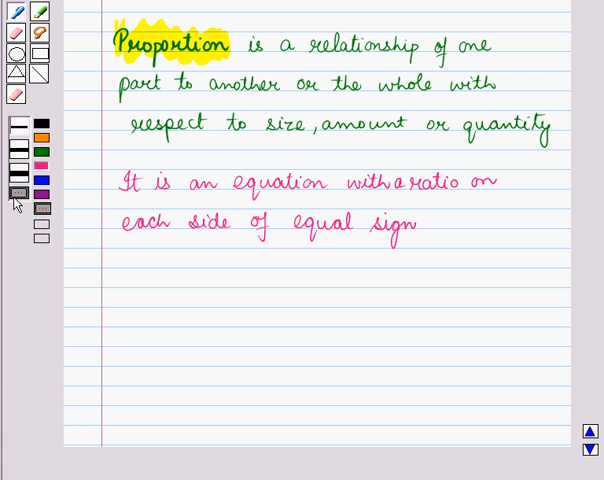 Proportion is a relationship of one
part to another or the whole with
respect to size, amount or quantity
It is an equation with a ratio on
each side of equal sign